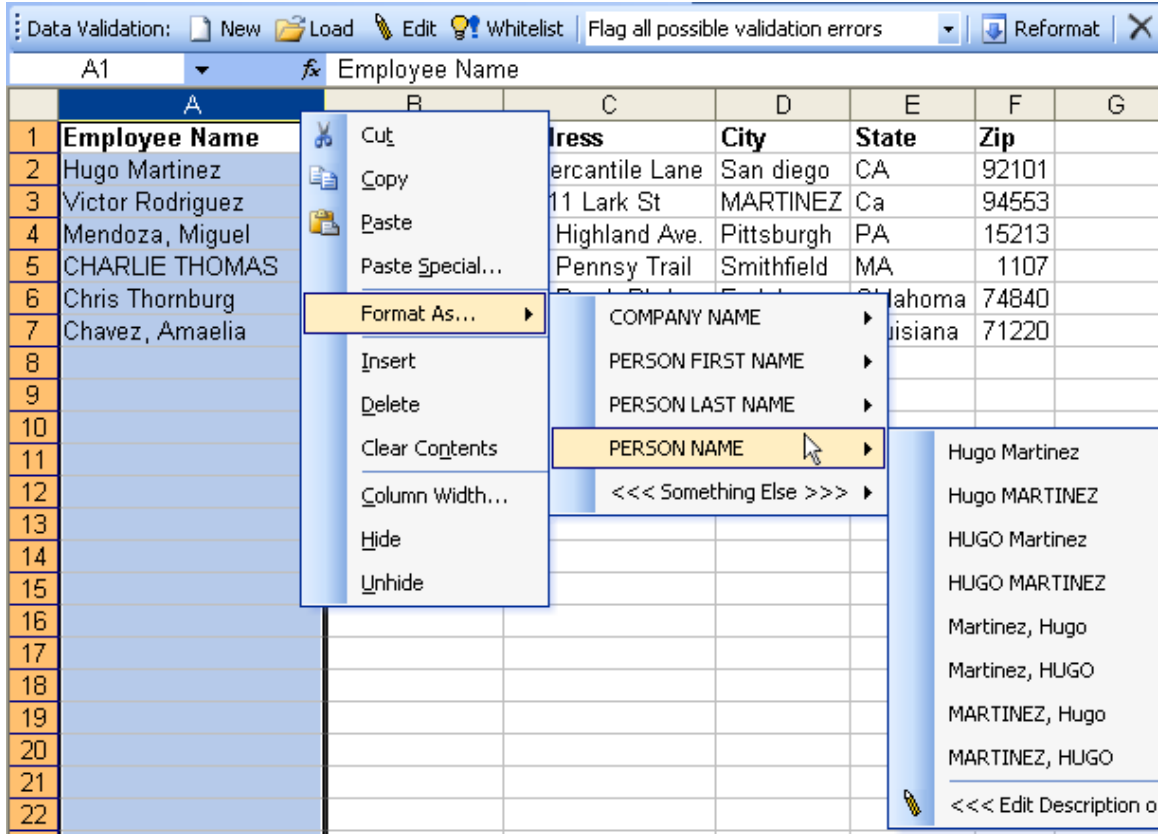 Data Validation: New Load Edit Whitelist Flag all possible validation errors Reformat
A1 fx Employee Name
A B C D E F G
1 Employee Name City State Zip
2 Hugo Martinez Lane San diego CA 92101
3 Victor Rodriguez Lark St MARTINEZ Ca 94553
4 Mendoza, Miguel Highland Ave. Pittsburgh PA 15213
5 CHARLIE THOMAS Pennsy Trail Smithfield MA 1107
6 Chris Thornburg 74840
7 Chavez, Amaelia 71220
8
9
10
11
12
13
14
15
16
17
18
19
20
21
22
Cut
Copy
Paste
Paste Special...
Format As...
Insert
Delete
Clear Contents
Column Width...
Hide
Unhide
COMPANY NAME
PERSON FIRST NAME
PERSON LAST NAME
PERSON NAME
<<< Something Else >>>
Hugo Martinez
Hugo MARTINEZ
HUGO Martinez
HUGO MARTINEZ
Martinez, Hugo
Martinez, HUGO
MARTINEZ, Hugo
MARTINEZ, HUGO
<<< Edit Description